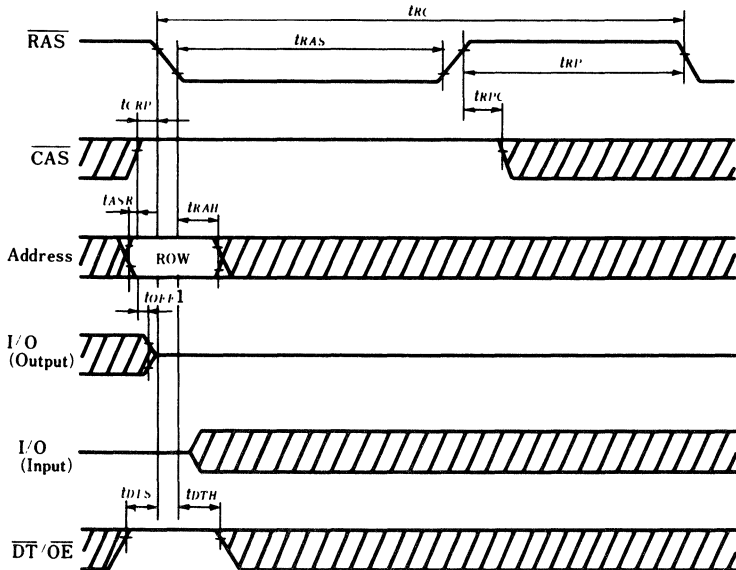 tRC
RAS
tRAS
tRP
tCRP
tRPC
CAS
tASR
tRAH
Address
ROW
tOFF1
I/O
(Output)
I/O
(Input)
tDTS
tDTH
DT/OE